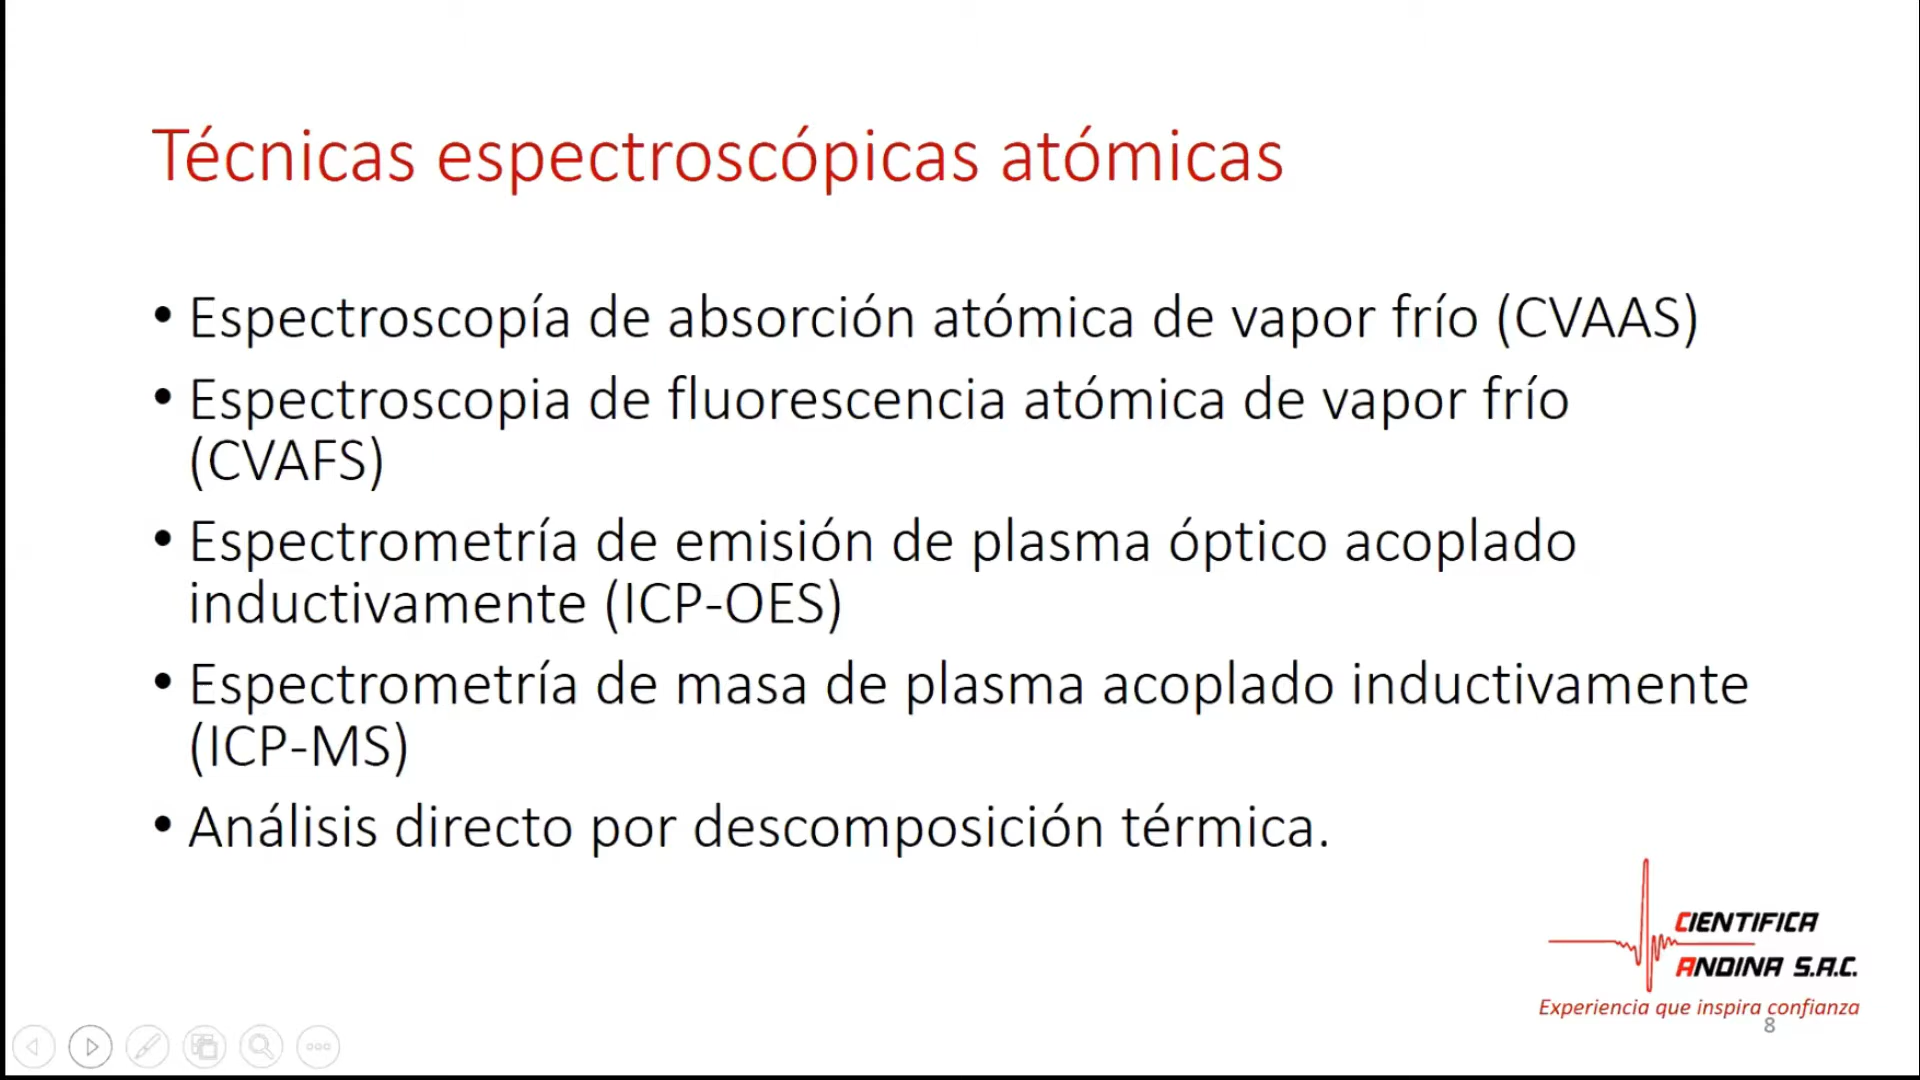 Técnicas espectroscópicas atómicas
• Espectroscopía de absorción atómica de vapor frío (CVAAS)
• Espectroscopia de fluorescencia atómica de vapor frío
(CVAFS)
• Espectrometría de emisión de plasma óptico acoplado
inductivamente (ICP-OES)
• Espectrometría de masa de plasma acoplado inductivamente
(ICP-MS)
• Análisis directo por descomposición térmica.
CIENTIFICA
ANDINA S.A.C.
Experiencia que inspira confianza
8